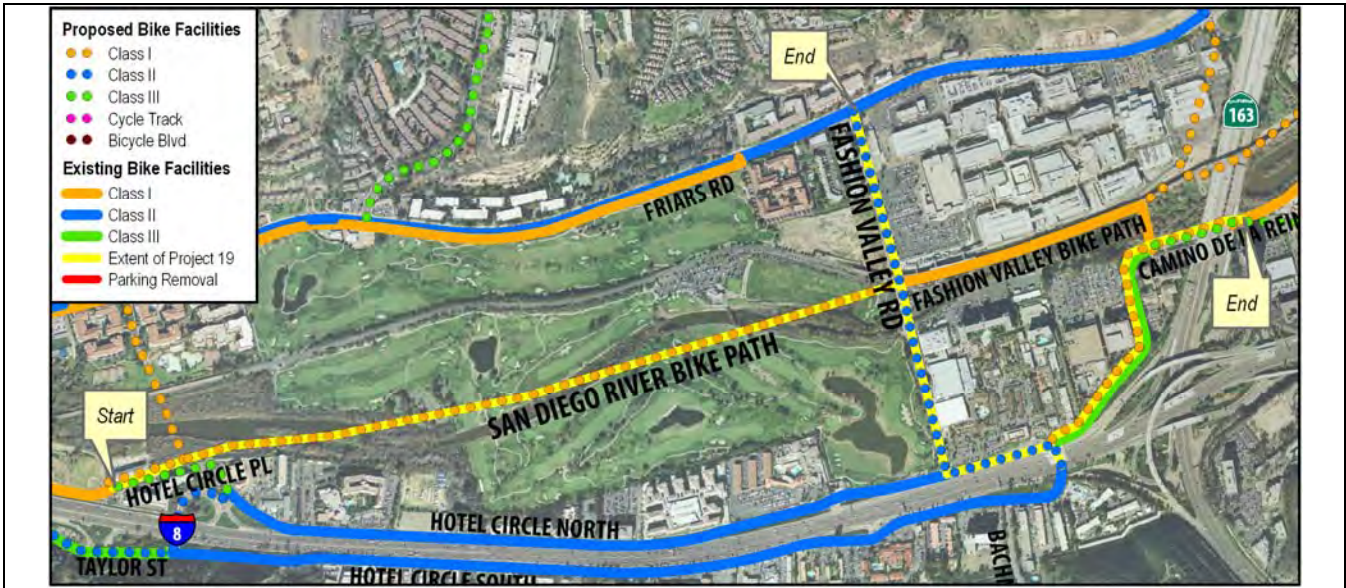 Proposed Bike Facilities
Class I
Class II
Class III
Cycle Track
Bicycle Blvd
Existing Bike Facilities
Class I
Class II
Class III
Extent of Project 19
Parking Removal
End
163
FASHION VALLEY RD
FRIARS RD
FASHION VALLEY BIKE PATH
CAMINO DE LA REIN
End
SAN DIEGO RIVER BIKE PATH
Start
HOTEL CIRCLE PL
8
HOTEL CIRCLE NORTH
TAYLOR ST
HOTEL CIRCLE SOUTH
BACH